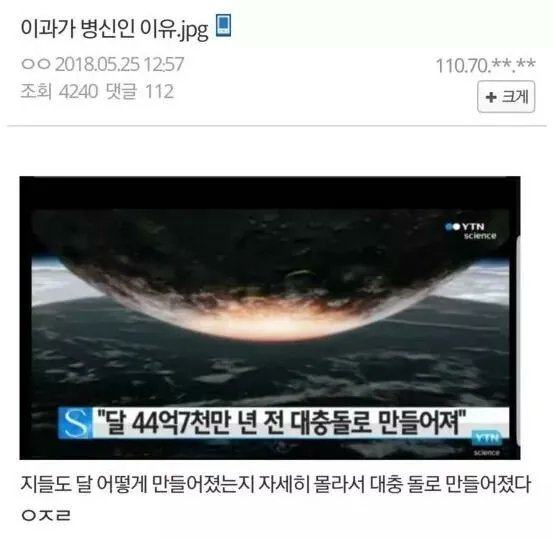 이과가 병신인 이유.jpg
ㅇㅇ 2018.05.25 12:57
110.70.**.**
조회 4240 댓글 112
+ 크게
YTN
science
S "달 44억7천만 년 전 대충돌로 만들어져"
YTN
지들도 달 어떻게 만들어졌는지 자세히 몰라서 대충 돌로 만들어졌다
ㅇㅈㄹ